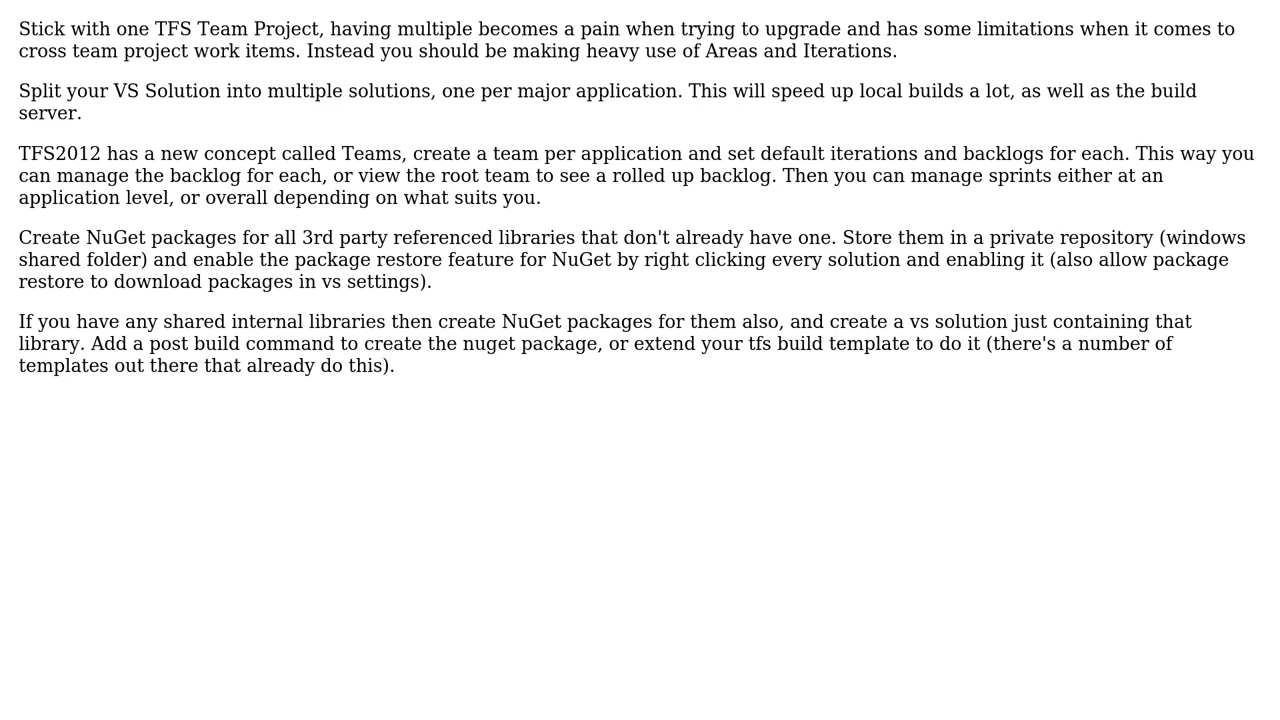 Stick with one TFS Team Project, having multiple becomes a pain when trying to upgrade and has some limitations when it comes to
cross team project work items. Instead you should be making heavy use of Areas and Iterations.
Split your VS Solution into multiple solutions, one per major application. This will speed up local builds a lot, as well as the build
server.
TFS2012 has a new concept called Teams, create a team per application and set default iterations and backlogs for each. This way you
can manage the backlog for each, or view the root team to see a rolled up backlog. Then you can manage sprints either at an
application level, or overall depending on what suits you.
Create NuGet packages for all 3rd party referenced libraries that don't already have one. Store them in a private repository (windows
shared folder) and enable the package restore feature for NuGet by right clicking every solution and enabling it (also allow package
restore to download packages in vs settings).
If you have any shared internal libraries then create NuGet packages for them also, and create a vs solution just containing that
library. Add a post build command to create the nuget package, or extend your tfs build template to do it (there's a number of
templates out there that already do this).